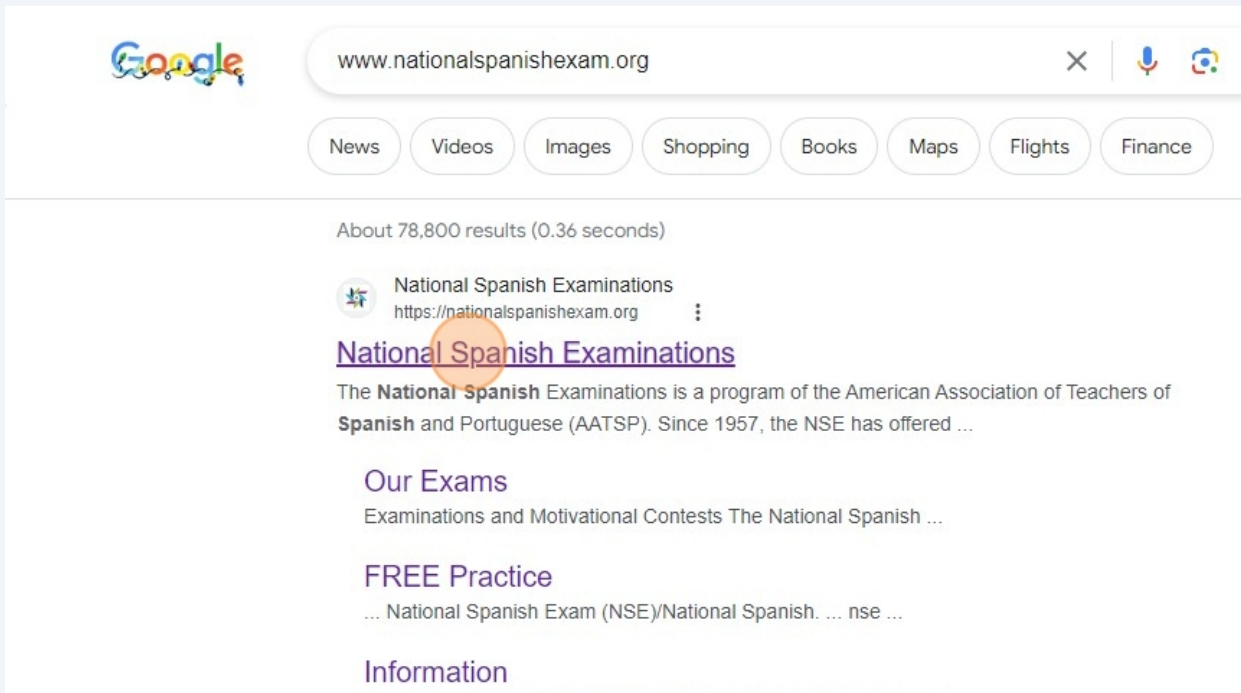 Google
www.nationalspanishexam.org
News Videos Images Shopping Books Maps Flights Finance
About 78,800 results (0.36 seconds)
National Spanish Examinations
https://nationalspanishexam.org
National Spanish Examinations
The National Spanish Examinations is a program of the American Association of Teachers of
Spanish and Portuguese (AATSP). Since 1957, the NSE has offered ...
Our Exams
Examinations and Motivational Contests The National Spanish ...
FREE Practice
... National Spanish Exam (NSE)/National Spanish. ... nse ...
Information